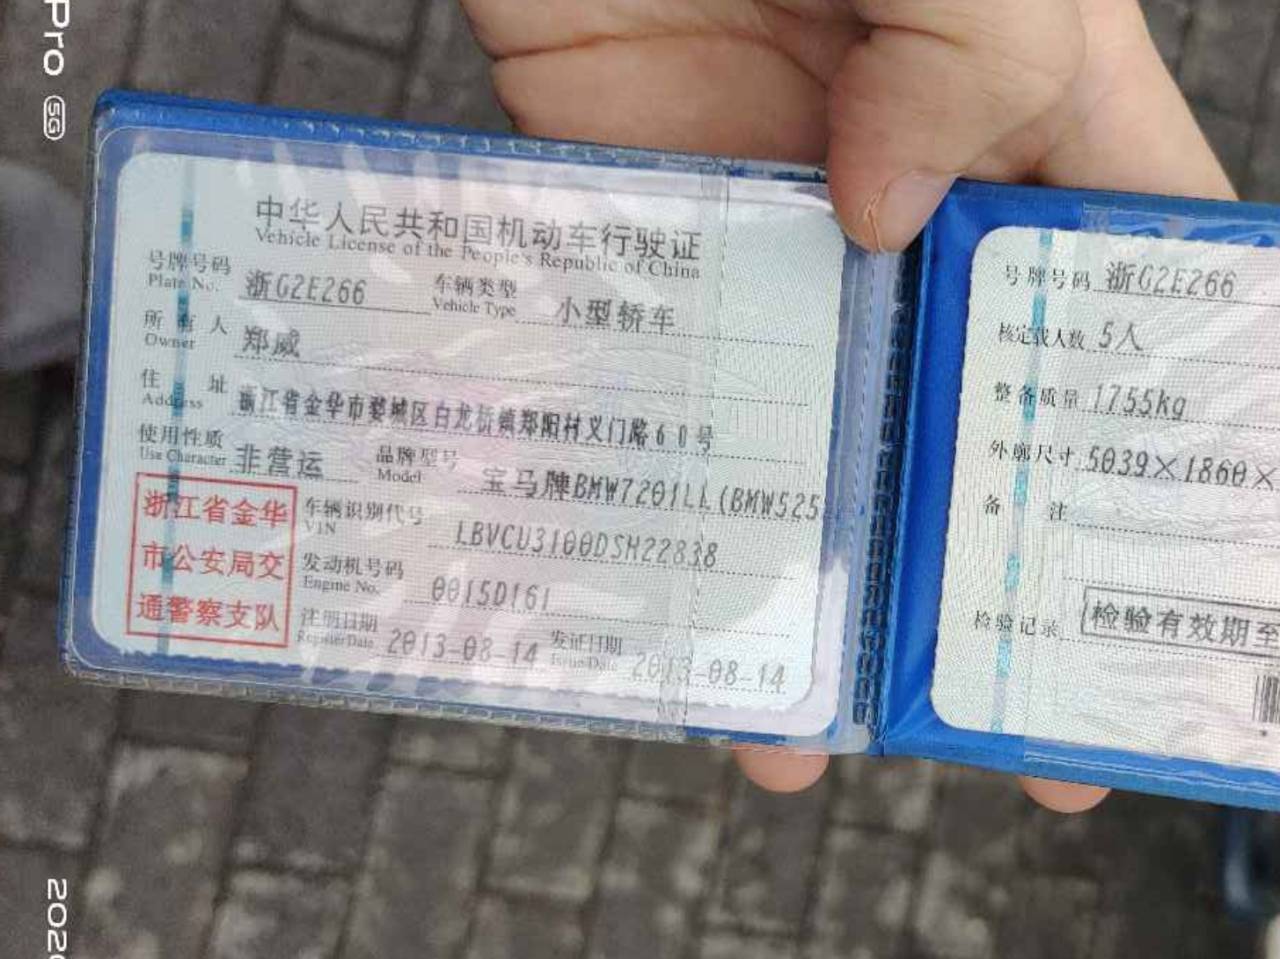 Pro 5G
中华人民共和国机动车行驶证
Vehicle License of the People's Republic of China
号牌号码 浙G2E266 车辆类型 小型轿车
Plate No. Vehicle Type
所有人 郑威
Owner
住址 浙江省金华市婺城区白龙桥镇郑阳村义门路60号
Address
使用性质 非营运 品牌型号 宝马牌BMW7201LL(BMW525
Use Character Model
浙江省金华
市公安局交
通警察支队
车辆识别代号 LBVCU3100DSH22838
VIN
发动机号码 0015D161
Engine No.
注册日期 2013-08-14 发证日期 2013-08-14
Register Date Issue Date
号牌号码 浙G2E266
核定载人数 5人
整备质量 1755kg
外廓尺寸 5039×1860×
备注
检验记录 检验有效期至